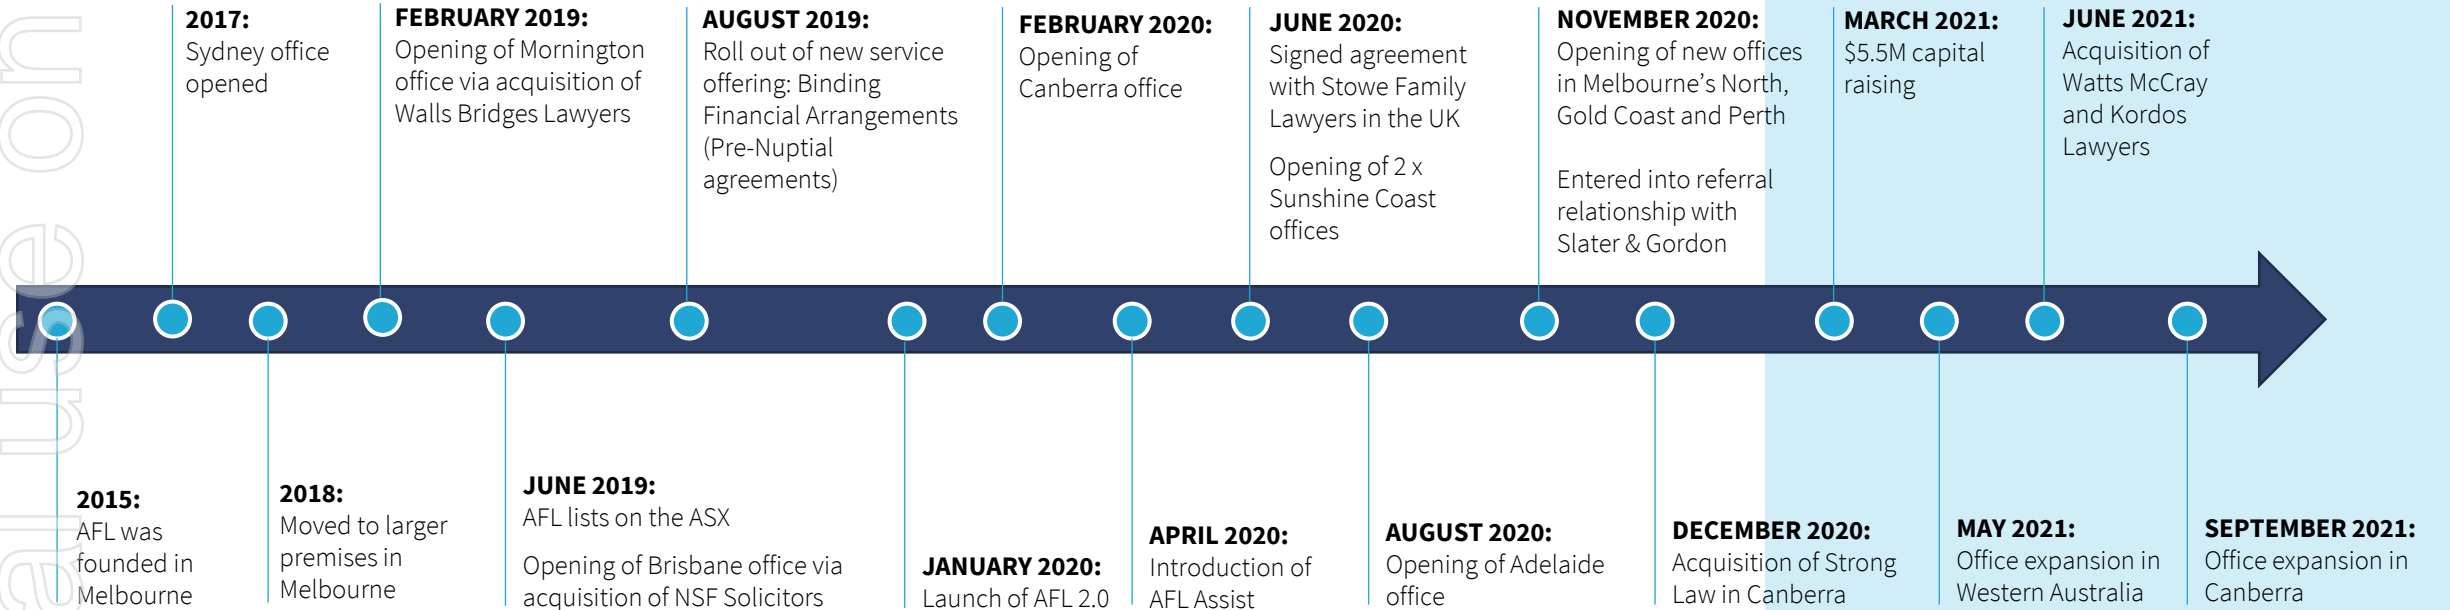 2017:
Sydney office
opened
FEBRUARY 2019:
Opening of Mornington
office via acquisition of
Walls Bridges Lawyers
AUGUST 2019:
Roll out of new service
offering: Binding
Financial Arrangements
(Pre-Nuptial
agreements)
FEBRUARY 2020:
Opening of
Canberra office
JUNE 2020:
Signed agreement
with Stowe Family
Lawyers in the UK
Opening of 2 x
Sunshine Coast
offices
NOVEMBER 2020:
Opening of new offices
in Melbourne's North,
Gold Coast and Perth
Entered into referral
relationship with
Slater & Gordon
MARCH 2021:
$5.5M capital
raising
JUNE 2021:
Acquisition of
Watts McCray
and Kordos
Lawyers
2015:
AFL was
founded in
Melbourne
2018:
Moved to larger
premises in
Melbourne
JUNE 2019:
AFL lists on the ASX
Opening of Brisbane office via
acquisition of NSF Solicitors
JANUARY 2020:
Launch of AFL 2.0
APRIL 2020:
Introduction of
AFL Assist
AUGUST 2020:
Opening of Adelaide
office
DECEMBER 2020:
Acquisition of Strong
Law in Canberra
MAY 2021:
Office expansion in
Western Australia
SEPTEMBER 2021:
Office expansion in
Canberra
al use on